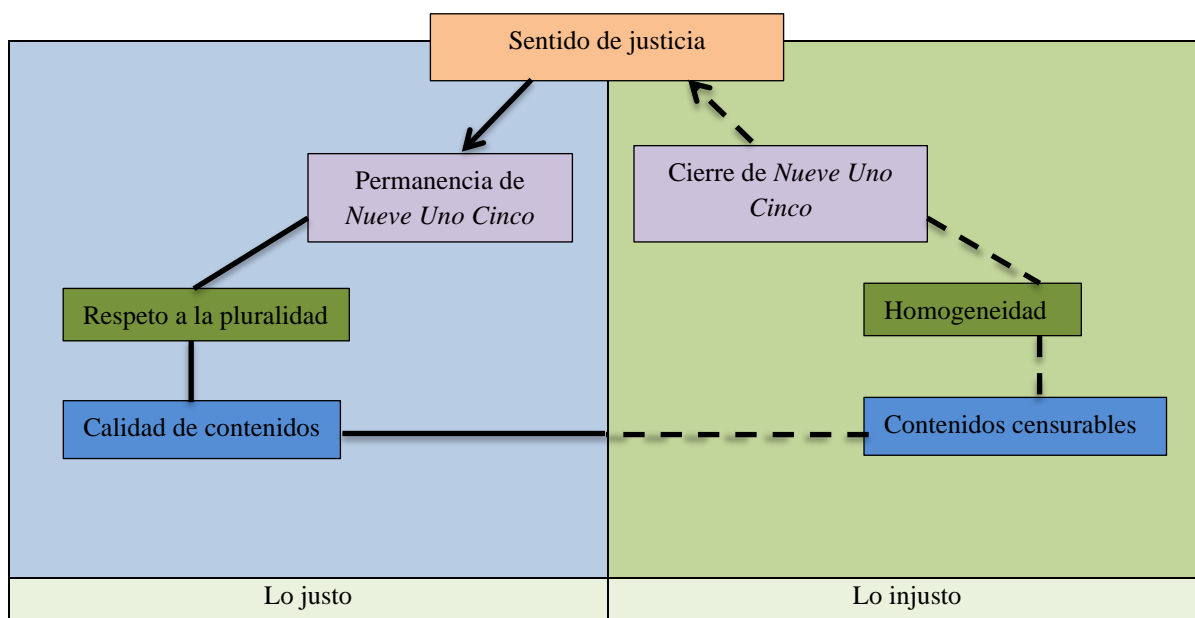 Sentido de justicia
Permanencia de
Nueve Uno Cinco
Cierre de Nueve Uno
Cinco
Respeto a la pluralidad
Homogeneidad
Calidad de contenidos
Contenidos censurables
Lo justo
Lo injusto